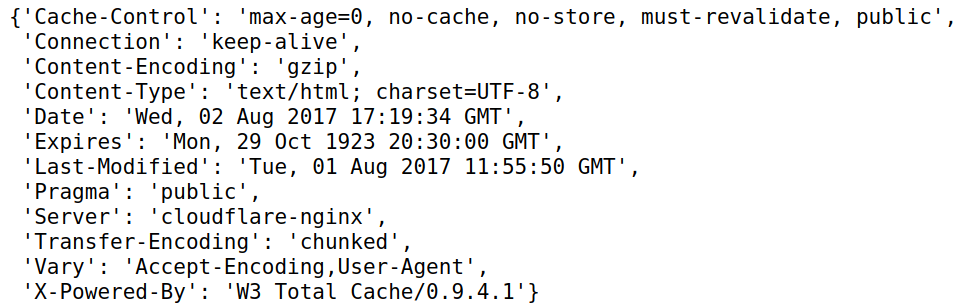 {'Cache-Control': 'max-age=0, no-cache, no-store, must-revalidate, public',
 'Connection': 'keep-alive',
 'Content-Encoding': 'gzip',
 'Content-Type': 'text/html; charset=UTF-8',
 'Date': 'Wed, 02 Aug 2017 17:19:34 GMT',
 'Expires': 'Mon, 29 Oct 1923 20:30:00 GMT',
 'Last-Modified': 'Tue, 01 Aug 2017 11:55:50 GMT',
 'Pragma': 'public',
 'Server': 'cloudflare-nginx',
 'Transfer-Encoding': 'chunked',
 'Vary': 'Accept-Encoding,User-Agent',
 'X-Powered-By': 'W3 Total Cache/0.9.4.1'}